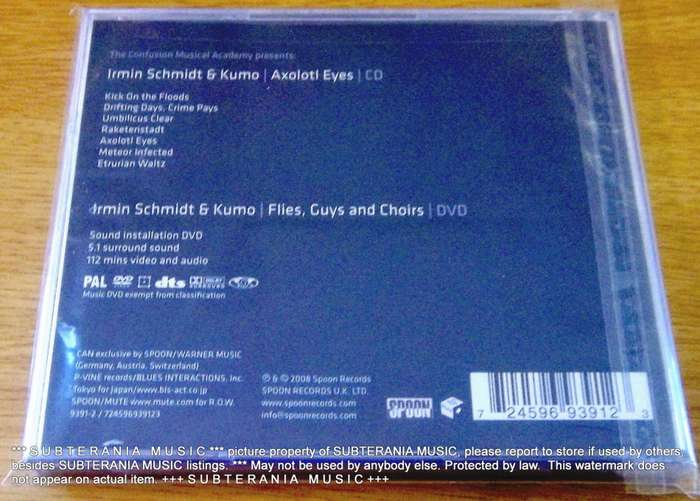 The Confusion Musical Academy presents:
Irmin Schmidt & Kumo | Axolotl Eyes | CD
Kick On the Floods
Drifting Days, Crime Pays
Umbilicus Clear
Raketenstadt
Axolotl Eyes
Meteor Infected
Etrurian Waltz
Irmin Schmidt & Kumo | Flies, Guys and Choirs | DVD
Sound Installation DVD
5.1 surround sound
112 mins video and audio
PAL DVD dts DOLBY SURROUND
Music DVD exempt from classification
CAN exclusive by SPOON/WARNER MUSIC
(Germany, Austria, Switzerland)
P-VINE records/BLUES INTERACTIONS, Inc.
Tokyo for Japan/www.bls-act.co.jp
SPOON/MUTE www.mute.com for R.O.W.
9391-2 / 724596939123
℗ & © 2008 Spoon Records
SPOON RECORDS U.K. LTD.
www.spoonrecords.com
info@spoonrecords.com
SPOON
7 24596 93912 3
*** S U B T E R A N I A   M U S I C *** picture property of SUBTERANIA-MUSIC, please report to store if used by others
besides SUBTERANIA MUSIC listings. *** May not be used by anybody else. Protected by law.  This watermark does
not appear on actual item. +++ S U B T E R A N I A   M U S I C +++